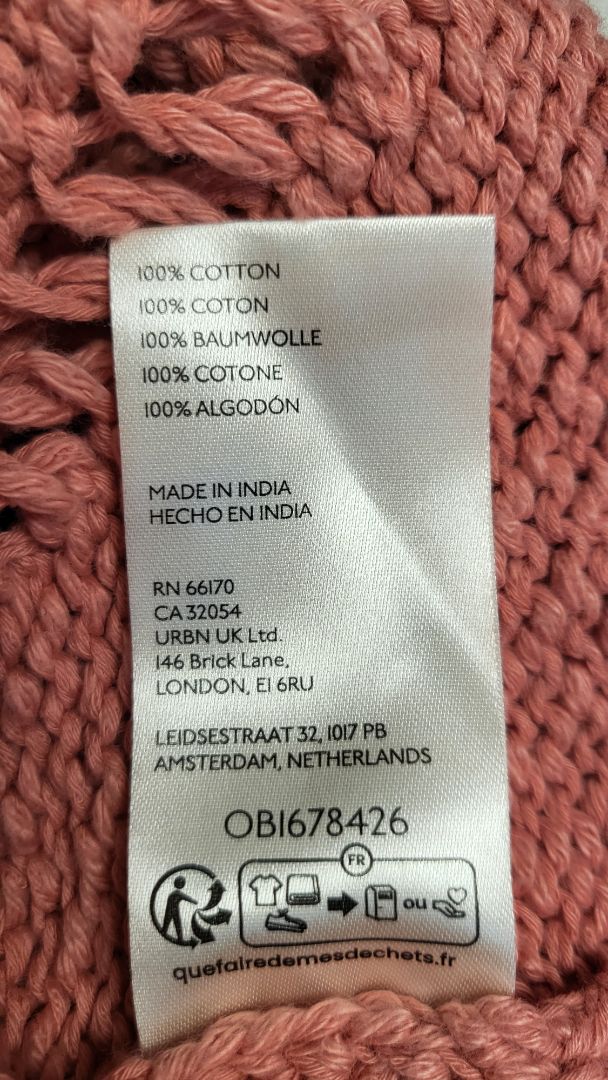 100% COTTON
100% COTON
100% BAUMWOLLE
100% COTONE
100% ALGODÓN
MADE IN INDIA
HECHO EN INDIA
RN 66170
CA 32054
URBN UK Ltd.
146 Brick Lane,
LONDON, E1 6RU
LEIDSESTRAAT 32, 1017 PB
AMSTERDAM, NETHERLANDS
OB1678426
FR
ou
quefairedemesdechets.fr